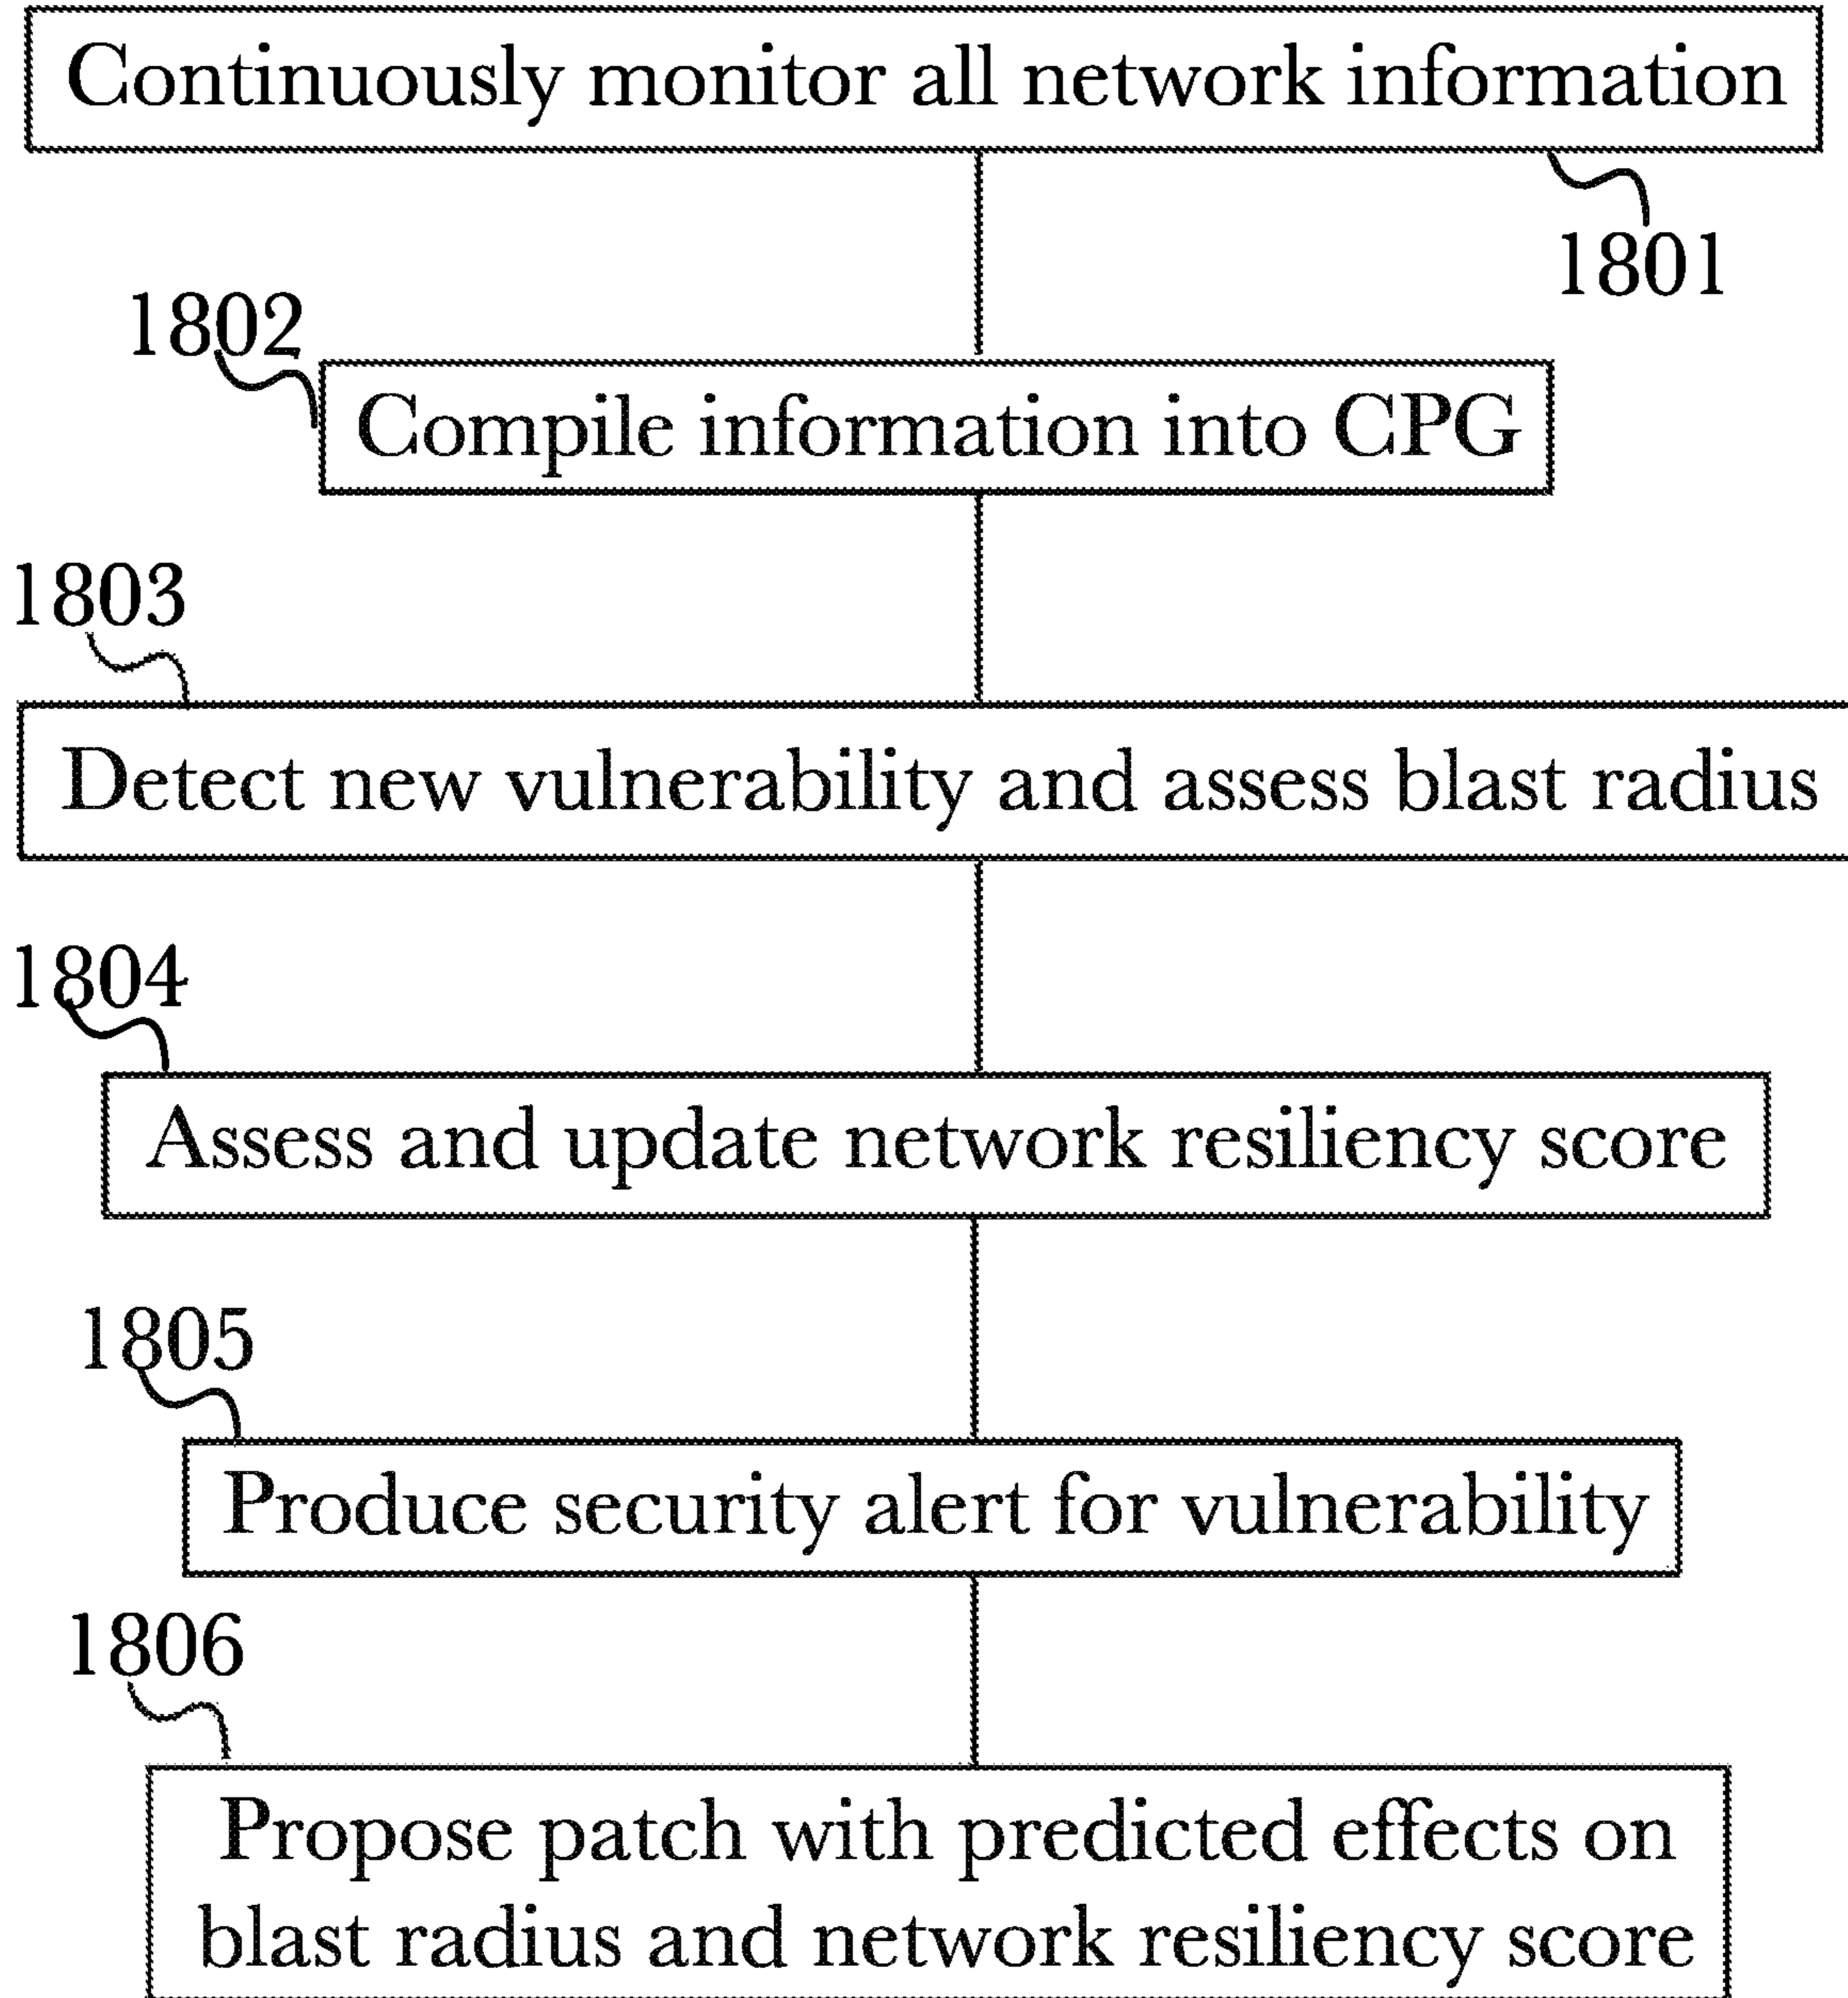 Continuously monitor all network information
1801
1802
Compile information into CPG
1803
Detect new vulnerability and assess blast radius
1804
Assess and update network resiliency score
1805
Produce security alert for vulnerability
1806
Propose patch with predicted effects on
blast radius and network resiliency score